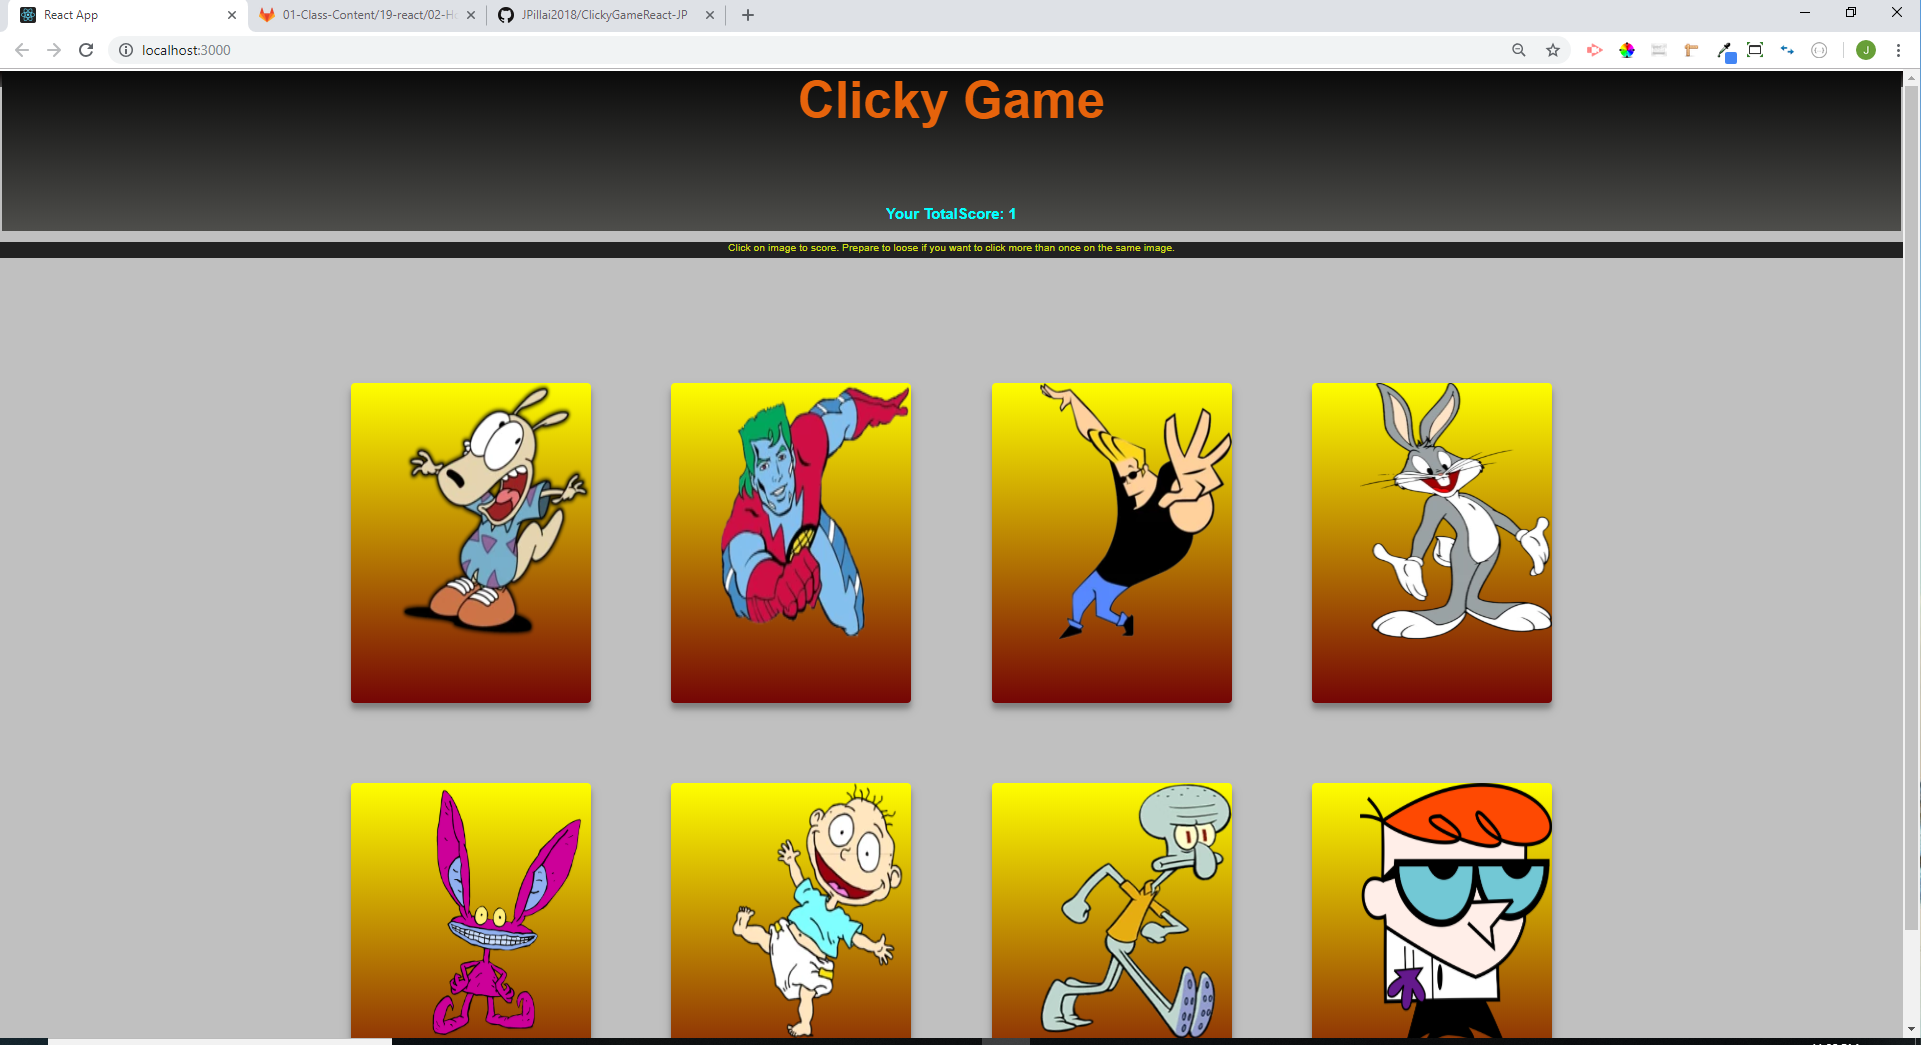 React App
01-Class-Content/19-react/02-Ho
JPillai2018/ClickyGameReact-JP
localhost:3000
J
Clicky Game
Your TotalScore: 1
Click on image to score. Prepare to loose if you want to click more than once on the same image.